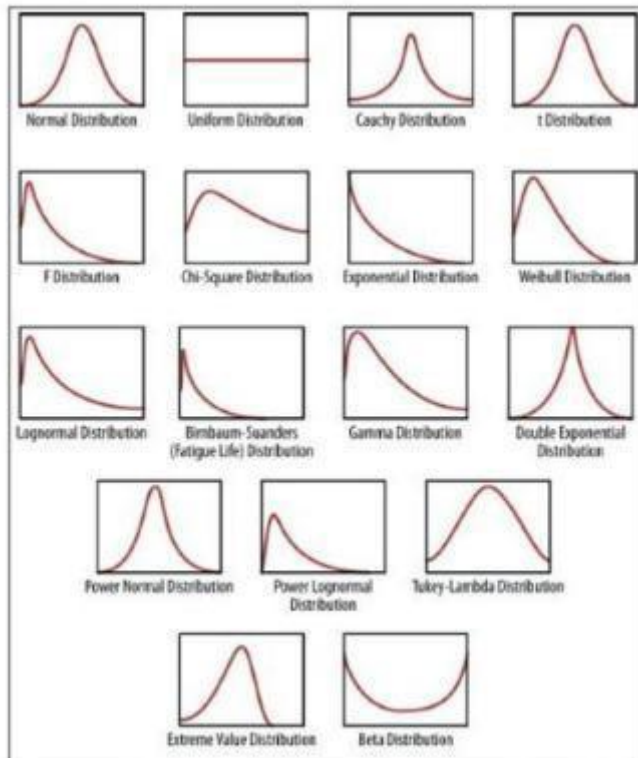 Normal Distribution
Uniform Distribution
Cauchy Distribution
t Distribution
F Distribution
Chi-Square Distribution
Exponential Distribution
Weibull Distribution
Lognormal Distribution
Birnbaum-Suanders
(Fatigue Life) Distribution
Gamma Distribution
Double Exponential
Distribution
Power Normal Distribution
Power Lognormal
Distribution
Tukey-Lambda Distribution
Extreme Value Distribution
Beta Distribution